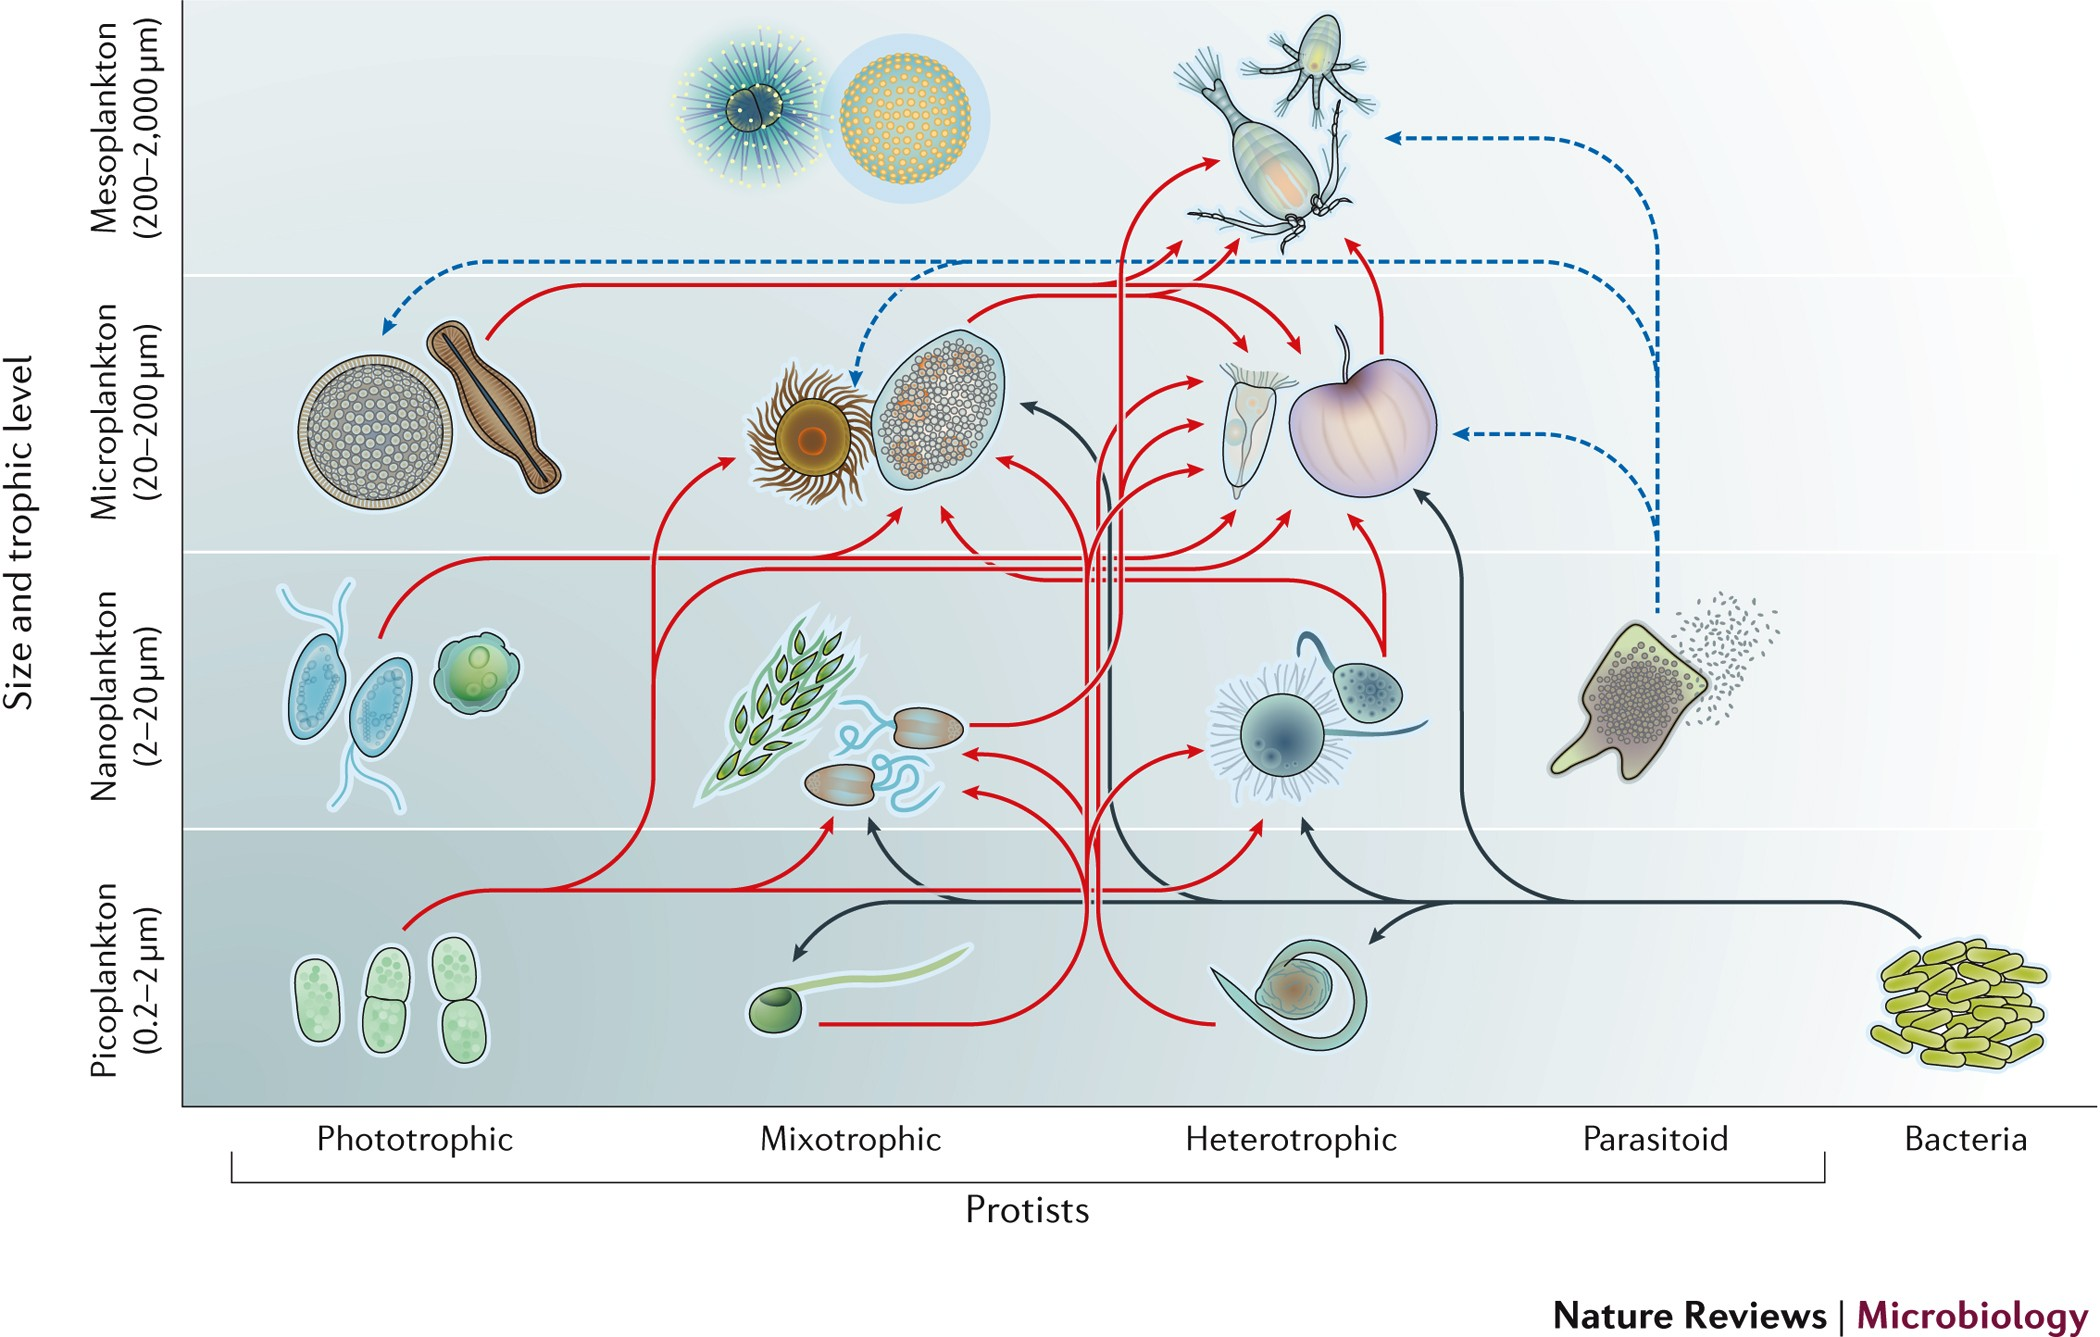 Size and trophic level
Mesoplankton
(200–2,000 μm)
Microplankton
(20–200 μm)
Nanoplankton
(2–20 μm)
Picoplankton
(0.2–2 μm)
Phototrophic
Mixotrophic
Heterotrophic
Parasitoid
Bacteria
Protists
Nature Reviews | Microbiology